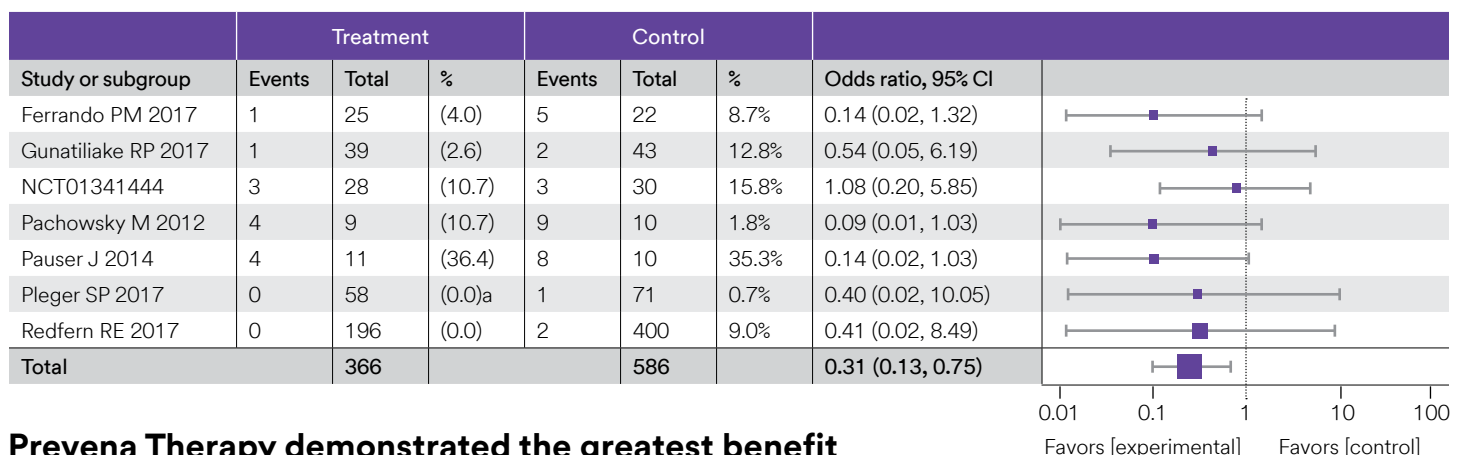 Treatment Control
Study or subgroup Events Total % Events Total % Odds ratio, 95% CI
Ferrando PM 2017 1 25 (4.0) 5 22 8.7% 0.14 (0.02, 1.32)
Gunatiliake RP 2017 1 39 (2.6) 2 43 12.8% 0.54 (0.05, 6.19)
NCT01341444 3 28 (10.7) 3 30 15.8% 1.08 (0.20, 5.85)
Pachowsky M 2012 4 9 (10.7) 9 10 1.8% 0.09 (0.01, 1.03)
Pauser J 2014 4 11 (36.4) 8 10 35.3% 0.14 (0.02, 1.03)
Pleger SP 2017 0 58 (0.0)a 1 71 0.7% 0.40 (0.02, 10.05)
Redfern RE 2017 0 196 (0.0) 2 400 9.0% 0.41 (0.02, 8.49)
Total 366 586 0.31 (0.13, 0.75)
0.01 0.1 1 10 100
Favors [experimental] Favors [control]
Prevena Therapy demonstrated the greatest benefit